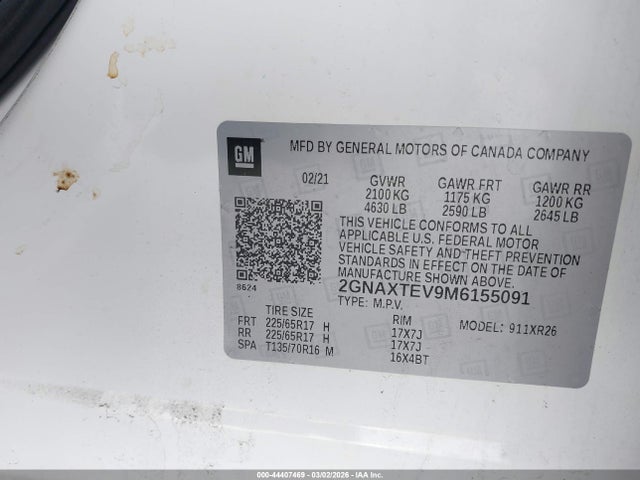 GM
MFD BY GENERAL MOTORS OF CANADA COMPANY
02/21 GVWR GAWR FRT GAWR RR
2100 KG 1175 KG 1200 KG
4630 LB 2590 LB 2645 LB
THIS VEHICLE CONFORMS TO ALL
APPLICABLE U.S. FEDERAL MOTOR
VEHICLE SAFETY AND THEFT PREVENTION
STANDARDS IN EFFECT ON THE DATE OF
MANUFACTURE SHOWN ABOVE.
8624
2GNAXTEV9M6155091
TYPE: M.P.V.
TIRE SIZE RIM MODEL: 911XR26
FRT 225/65R17 H 17X7J
RR 225/65R17 H 17X7J
SPA T135/70R16 M 16X4BT
000-44407469 - 03/02/2026 - IAAI.CA